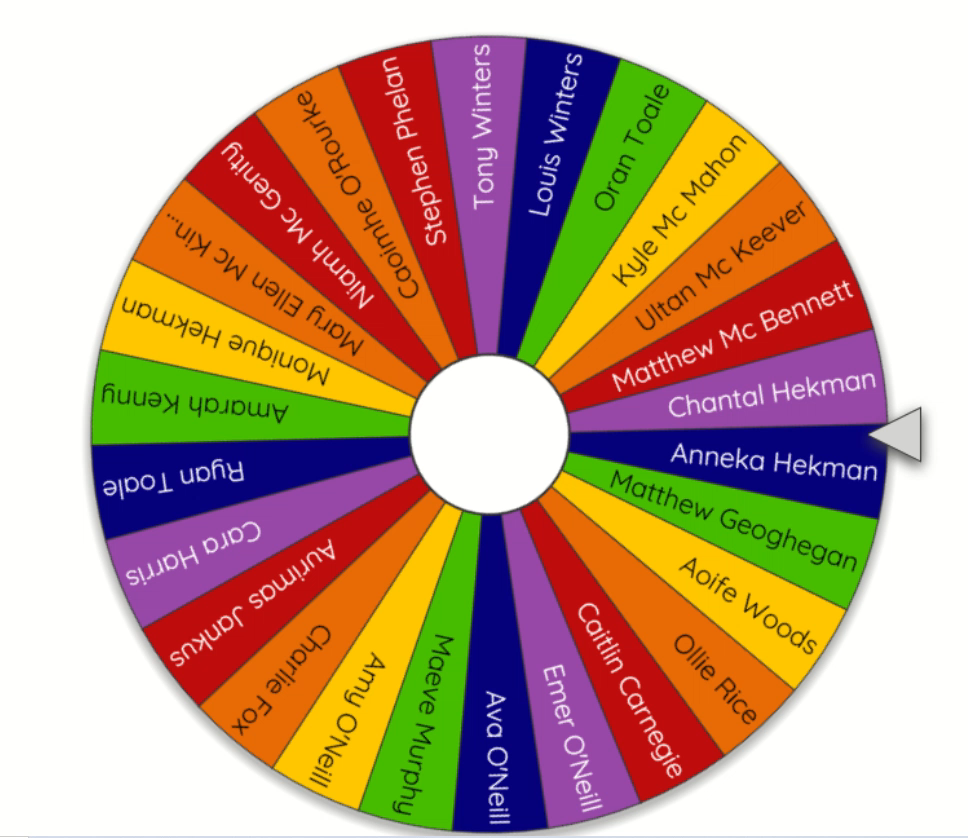 Tony Winters
Louis Winters
Oran Toale
Kyle Mc Mahon
Ultan Mc Keever
Matthew Mc Bennett
Chantal Hekman
Anneka Hekman
Matthew Geoghegan
Aoife Woods
Ollie Rice
Caitlin Carnegie
Emer O'Neill
Ava O'Neill
Maeve Murphy
Amy O'Neill
Charlie Fox
Aurimas Jankus
Cara Harris
Ryan Toale
Amarah Kenny
Monique Hekman
Mary Ellen Mc Kin...
Niamh Mc Genity
Caoimhe O'Rourke
Stephen Phelan